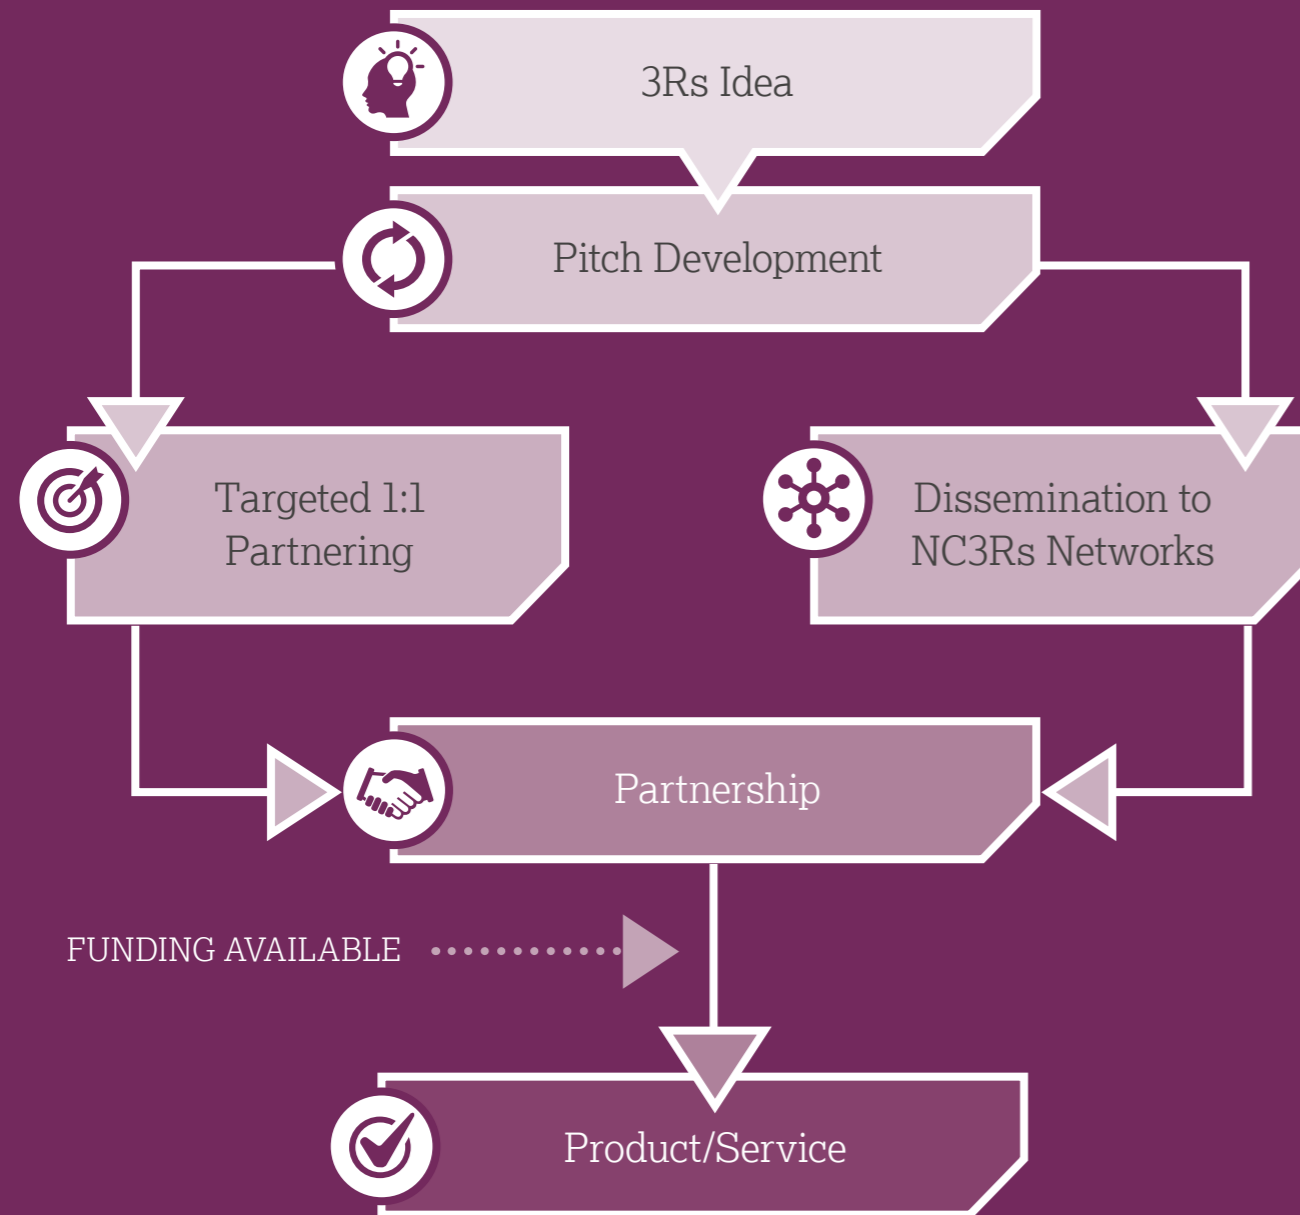 3Rs Idea
Pitch Development
Targeted 1:1
Partnering
Dissemination to
NC3Rs Networks
Partnership
FUNDING AVAILABLE
Product/Service